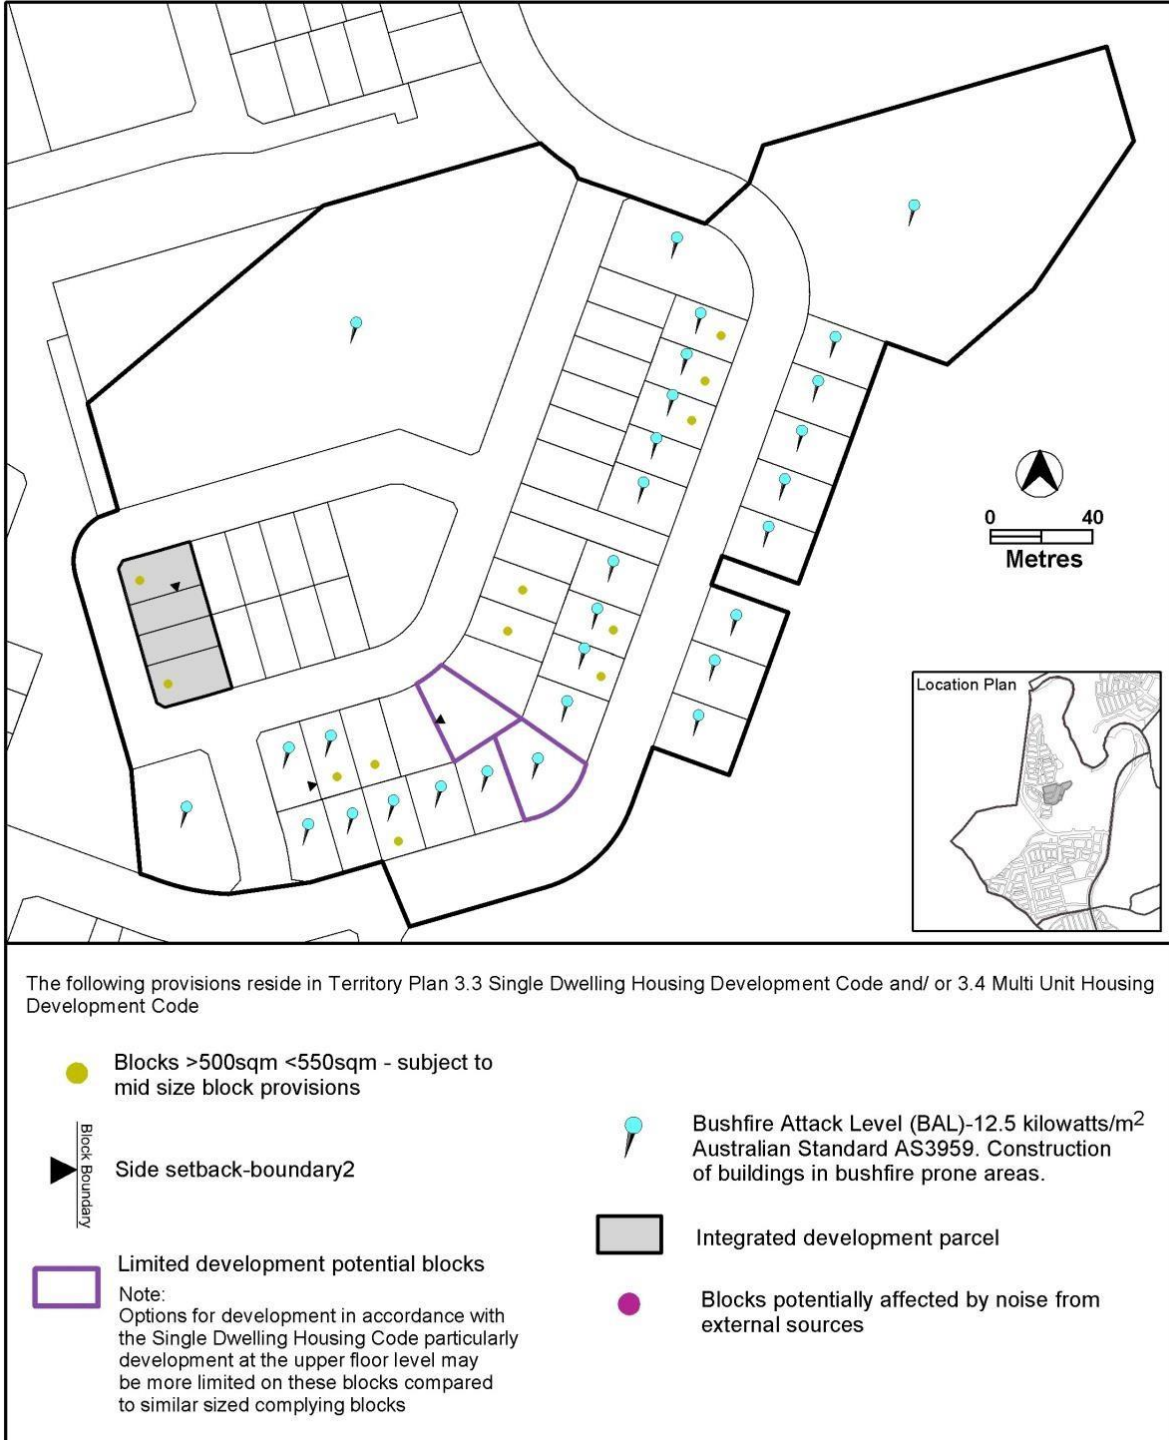 0 40
Metres
Location Plan
The following provisions reside in Territory Plan 3.3 Single Dwelling Housing Development Code and/ or 3.4 Multi Unit Housing
Development Code
Blocks >500sqm <550sqm - subject to
mid size block provisions
Block Boundary
Side setback-boundary2
Limited development potential blocks
Note:
Options for development in accordance with
the Single Dwelling Housing Code particularly
development at the upper floor level may
be more limited on these blocks compared
to similar sized complying blocks
Bushfire Attack Level (BAL)-12.5 kilowatts/m2
Australian Standard AS3959. Construction
of buildings in bushfire prone areas.
Integrated development parcel
Blocks potentially affected by noise from
external sources